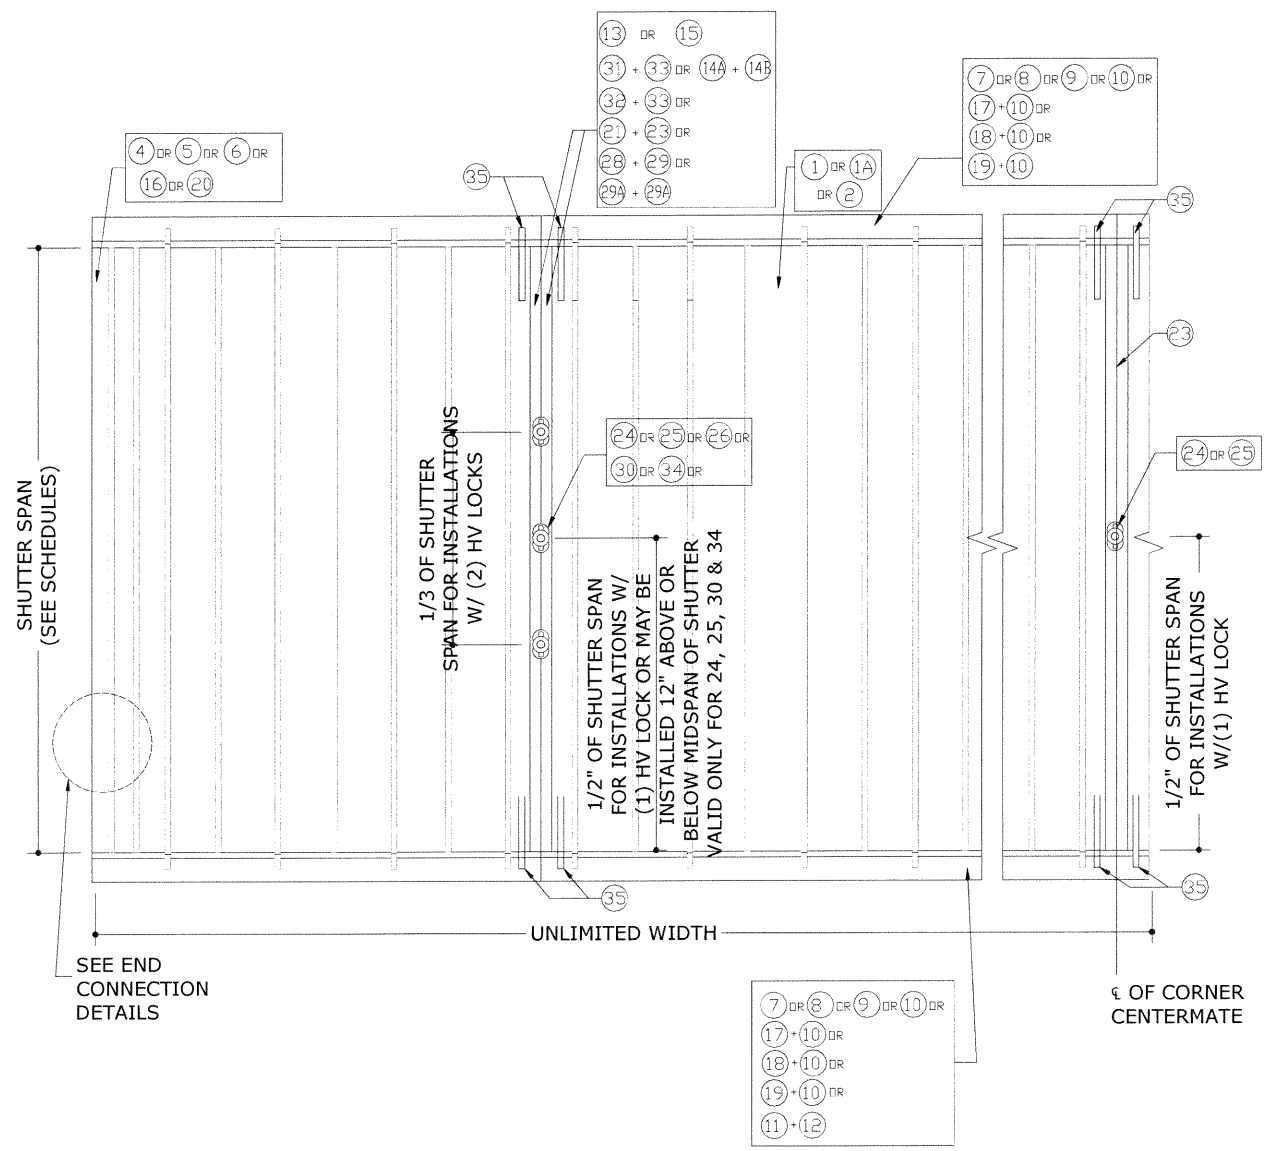 13 OR 15
31 + 33 OR 14A + 14B
32 + 33 OR
21 + 23 OR
28 + 29 OR
29A + 29A
7 OR 8 OR 9 OR 10 OR
17 + 10 OR
18 + 10 OR
19 + 10
4 OR 5 OR 6 OR
16 OR 20
35
1 OR 1A
OR 2
35
23
24 OR 25 OR 26 OR
30 OR 34 OR
24 OR 25
SHUTTER SPAN
(SEE SCHEDULES)
1/3 OF SHUTTER
SPAN FOR INSTALLATIONS
W/ (2) HV LOCKS
1/2" OF SHUTTER SPAN
FOR INSTALLATIONS W/
(1) HV LOCK OR MAY BE
INSTALLED 12" ABOVE OR
BELOW MIDSPAN OF SHUTTER
VALID ONLY FOR 24, 25, 30 & 34
1/2" OF SHUTTER SPAN
FOR INSTALLATIONS
W/(1) HV LOCK
35
35
UNLIMITED WIDTH
SEE END
CONNECTION
DETAILS
℄ OF CORNER
CENTERMATE
7 OR 8 OR 9 OR 10 OR
17 + 10 OR
18 + 10 OR
19 + 10 OR
11 + 12